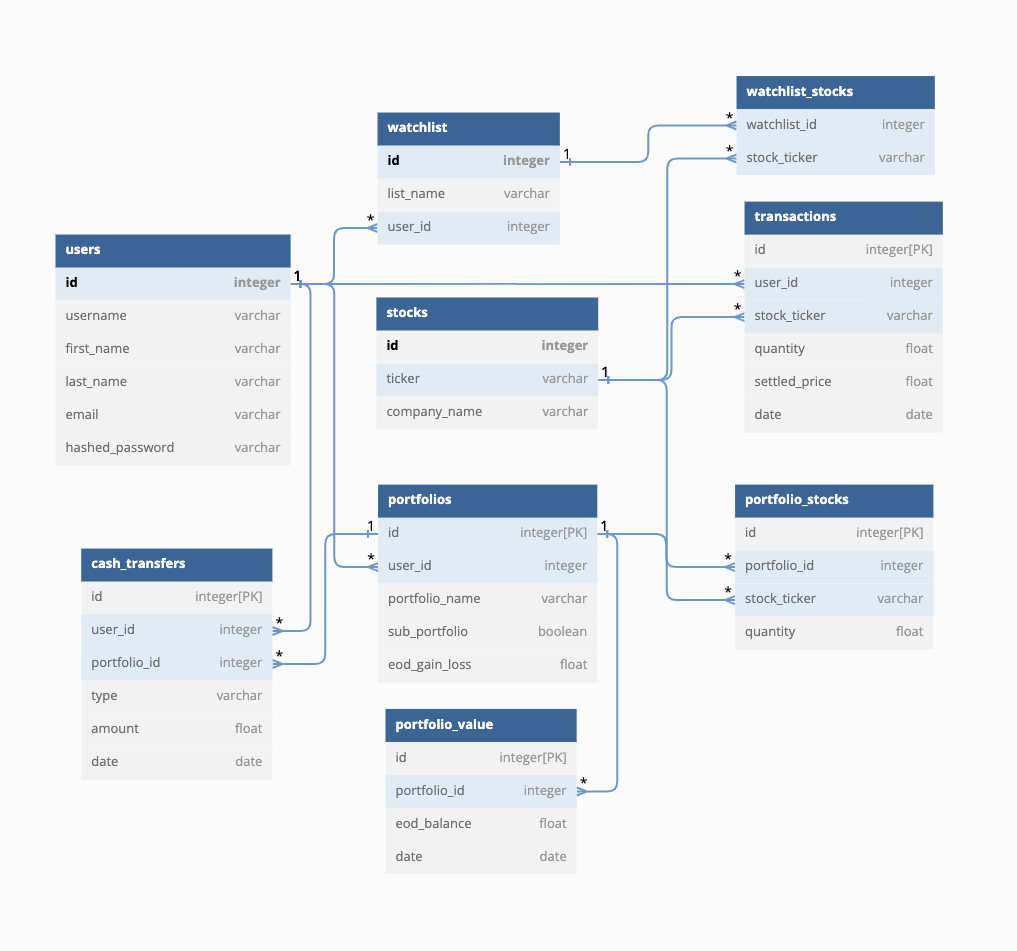 watchlist_stocks
* watchlist_id integer
* stock_ticker varchar
watchlist
id integer 1
list_name varchar
* user_id integer
transactions
id integer[PK]
* user_id integer
* stock_ticker varchar
quantity float
settled_price float
date date
users
id integer 1
username varchar
first_name varchar
last_name varchar
email varchar
hashed_password varchar
stocks
id integer
ticker varchar 1
company_name varchar
portfolios
1 id integer[PK] 1
* user_id integer
portfolio_name varchar
sub_portfolio boolean
eod_gain_loss float
portfolio_stocks
id integer[PK]
* portfolio_id integer
* stock_ticker varchar
quantity float
cash_transfers
id integer[PK]
user_id integer *
portfolio_id integer *
type varchar
amount float
date date
portfolio_value
id integer[PK]
portfolio_id integer *
eod_balance float
date date